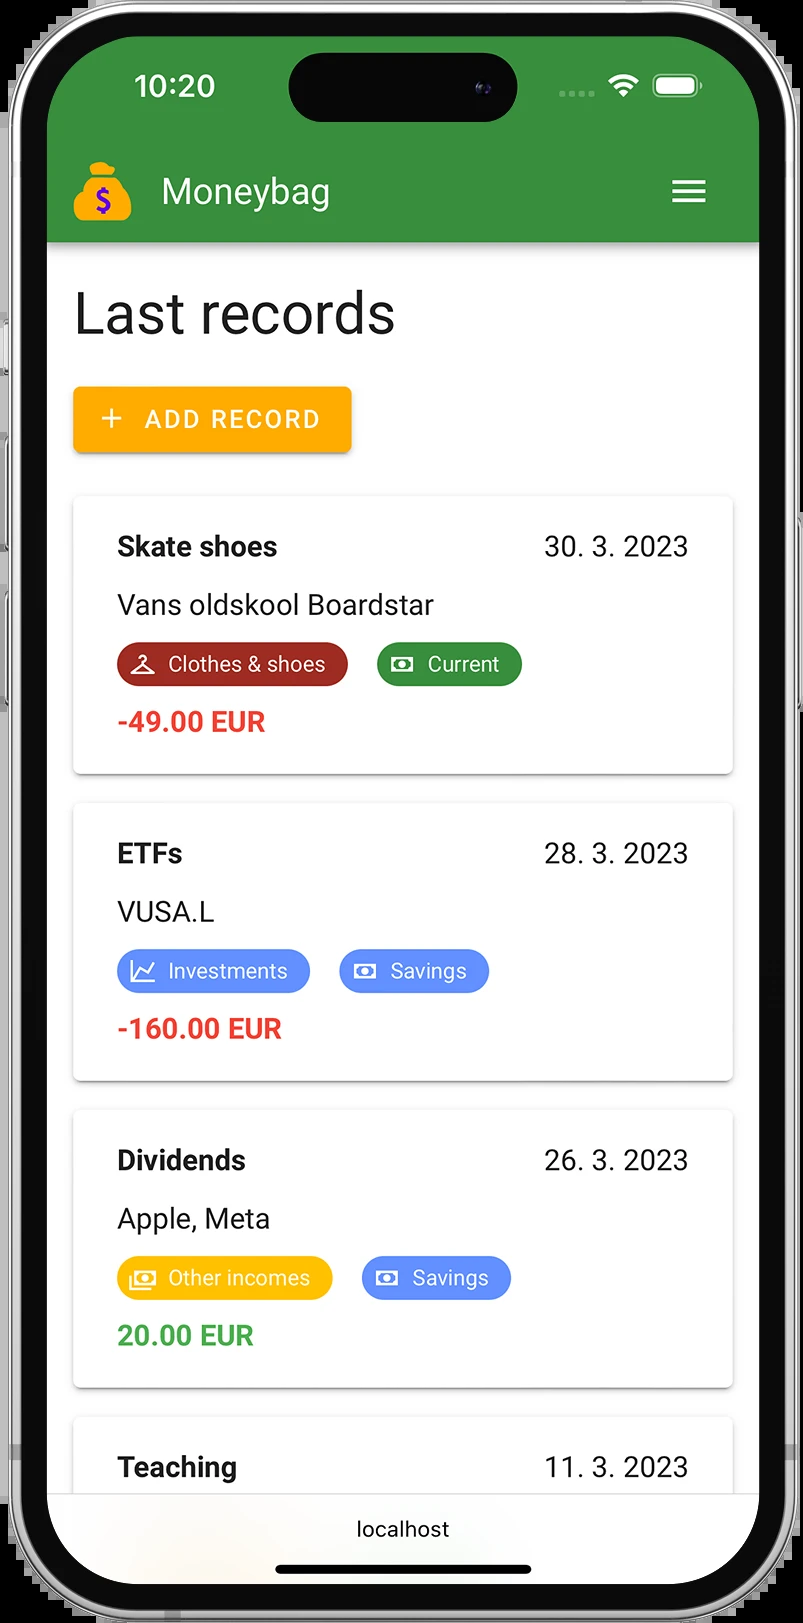 10:20
$
Moneybag
Last records
+ ADD RECORD
Skate shoes 30. 3. 2023
Vans oldskool Boardstar
Clothes & shoes Current
-49.00 EUR
ETFs 28. 3. 2023
VUSA.L
Investments Savings
-160.00 EUR
Dividends 26. 3. 2023
Apple, Meta
Other incomes Savings
20.00 EUR
Teaching 11. 3. 2023
localhost